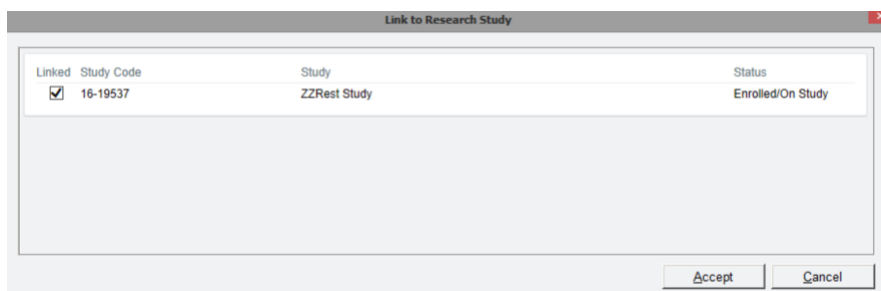 Link to Research Study
Linked Study Code Study Status
16-19537 ZZRest Study Enrolled/On Study
Accept Cancel